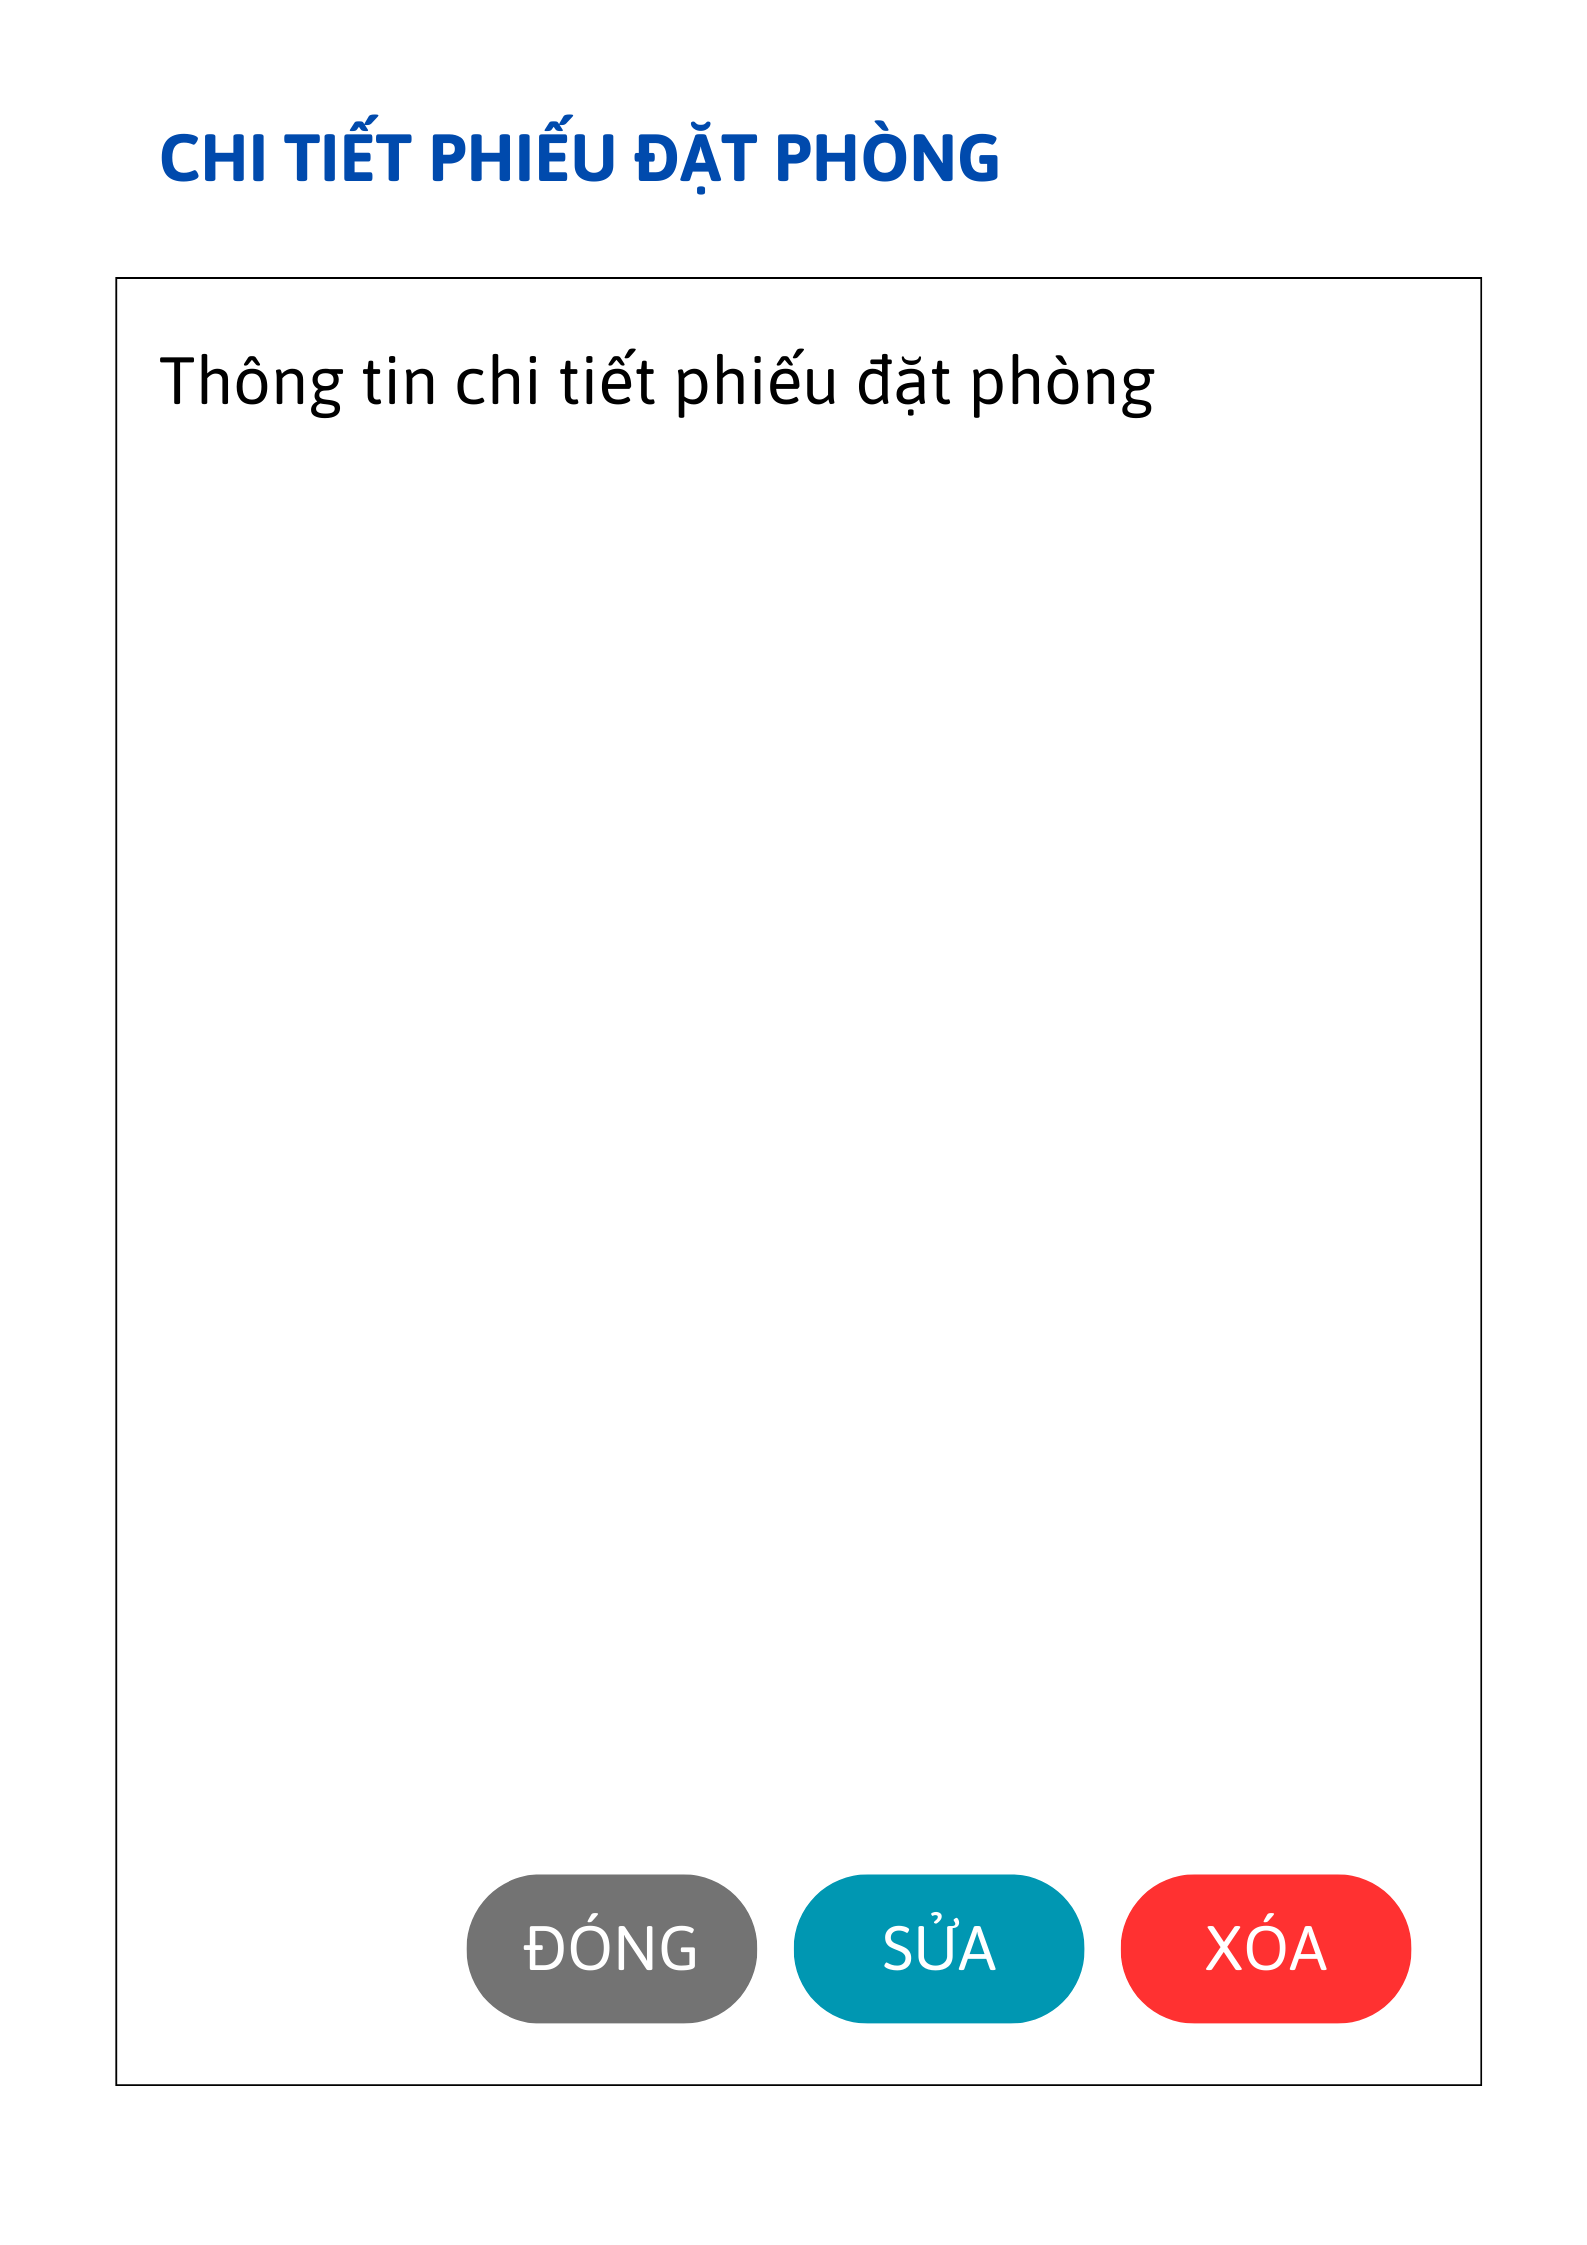 CHI TIẾT PHIẾU ĐẶT PHÒNG
Thông tin chi tiết phiếu đặt phòng
ĐÓNG
SỬA
XÓA